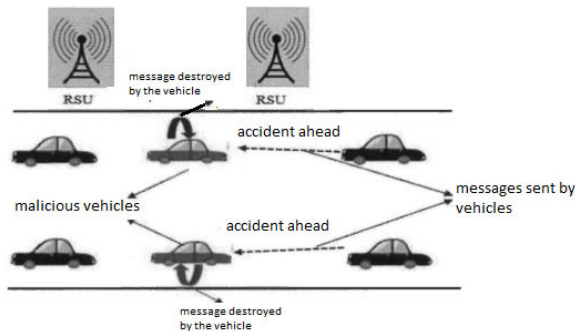 message destroyed
by the vehicle
RSU
RSU
accident ahead
messages sent by
vehicles
malicious vehicles
accident ahead
message destroyed
by the vehicle